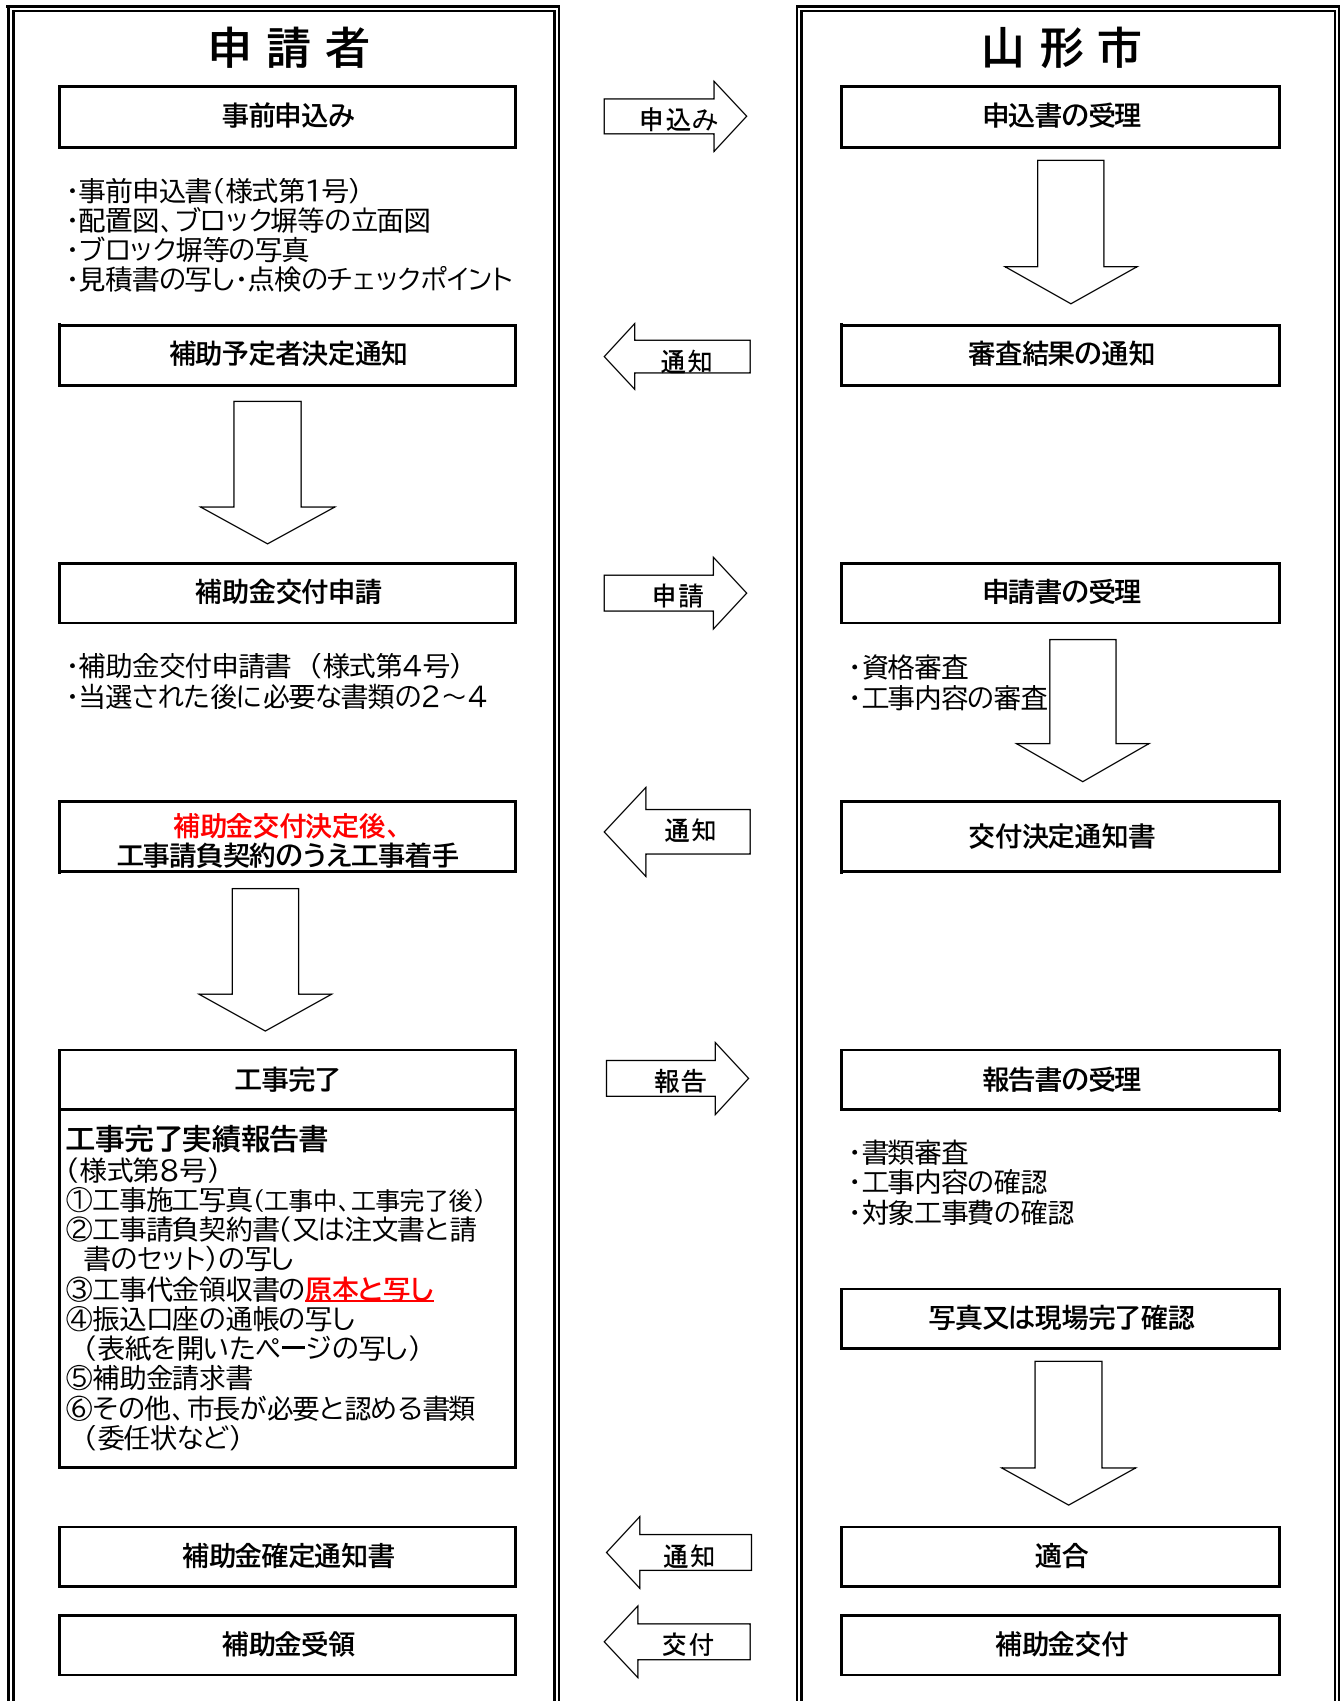 申請者
山形市
事前申込み
申込み
申込書の受理
・事前申込書（様式第1号）
・配置図、ブロック塀等の立面図
・ブロック塀等の写真
・見積書の写し・点検のチェックポイント
補助予定者決定通知
通知
審査結果の通知
補助金交付申請
申請
申請書の受理
・補助金交付申請書　（様式第4号）
・当選された後に必要な書類の2～4
・資格審査
・工事内容の審査
補助金交付決定後、
工事請負契約のうえ工事着手
通知
交付決定通知書
工事完了
報告
報告書の受理
工事完了実績報告書
（様式第8号）
①工事施工写真（工事中、工事完了後）
②工事請負契約書（又は注文書と請
書のセット）の写し
③工事代金領収書の原本と写し
④振込口座の通帳の写し
（表紙を開いたページの写し）
⑤補助金請求書
⑥その他、市長が必要と認める書類
（委任状など）
・書類審査
・工事内容の確認
・対象工事費の確認
写真又は現場完了確認
補助金確定通知書
通知
適合
補助金受領
交付
補助金交付